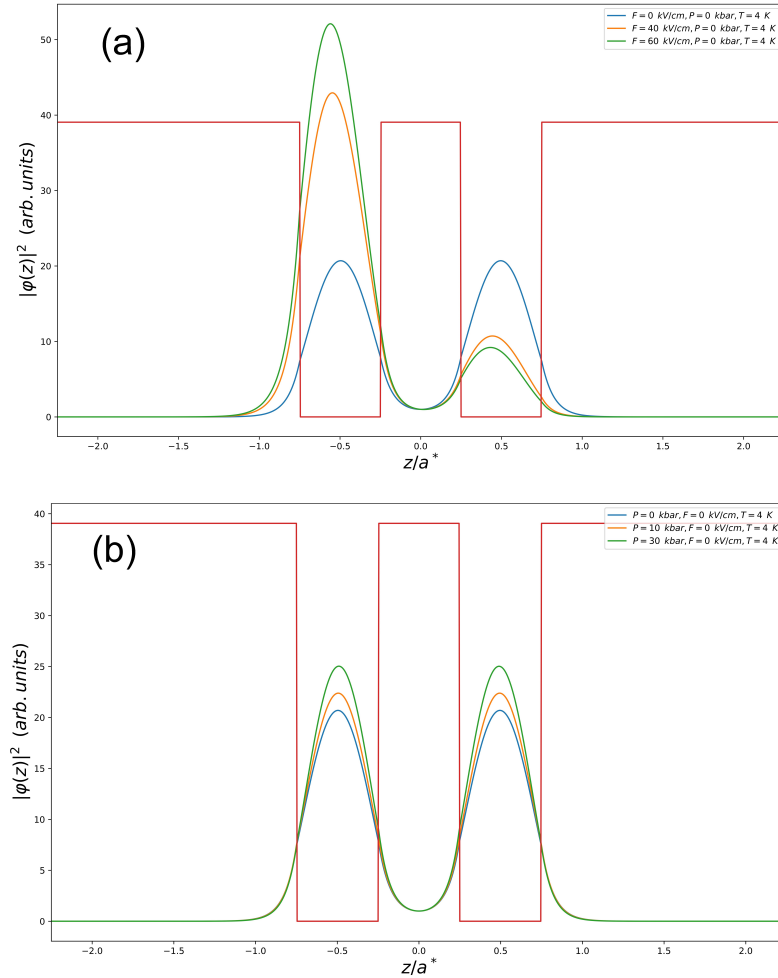 (a)
F = 0 kV/cm, P = 0 kbar, T = 4 K
F = 40 kV/cm, P = 0 kbar, T = 4 K
F = 60 kV/cm, P = 0 kbar, T = 4 K
50
40
30
20
10
0
|φ(z)|² (arb. units)
−2.0 −1.5 −1.0 −0.5 0.0 0.5 1.0 1.5 2.0
z/a*
(b)
P = 0 kbar, F = 0 kV/cm, T = 4 K
P = 10 kbar, F = 0 kV/cm, T = 4 K
P = 30 kbar, F = 0 kV/cm, T = 4 K
40
35
30
25
20
15
10
5
0
|φ(z)|² (arb. units)
−2.0 −1.5 −1.0 −0.5 0.0 0.5 1.0 1.5 2.0
z/a*